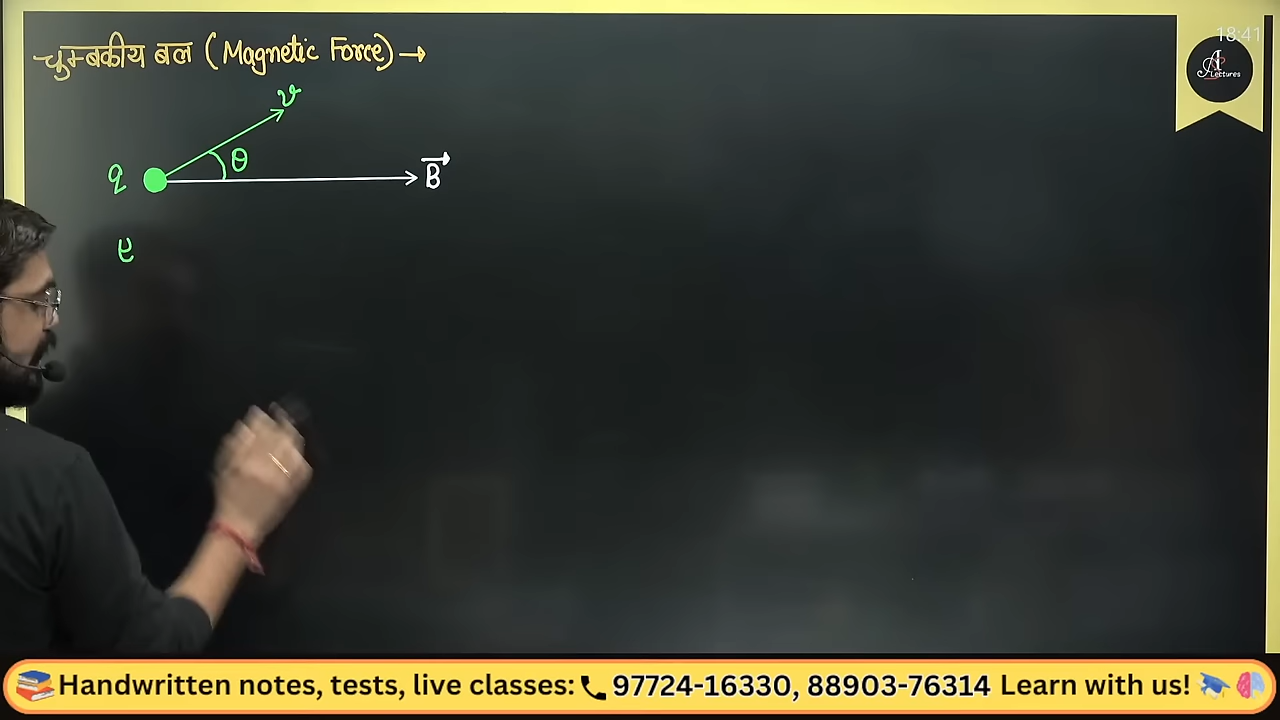 चुम्बकीय बल (Magnetic Force) →
18:41
A
Lectures
v
θ
q
B
Handwritten notes, tests, live classes: 97724-16330, 88903-76314 Learn with us!